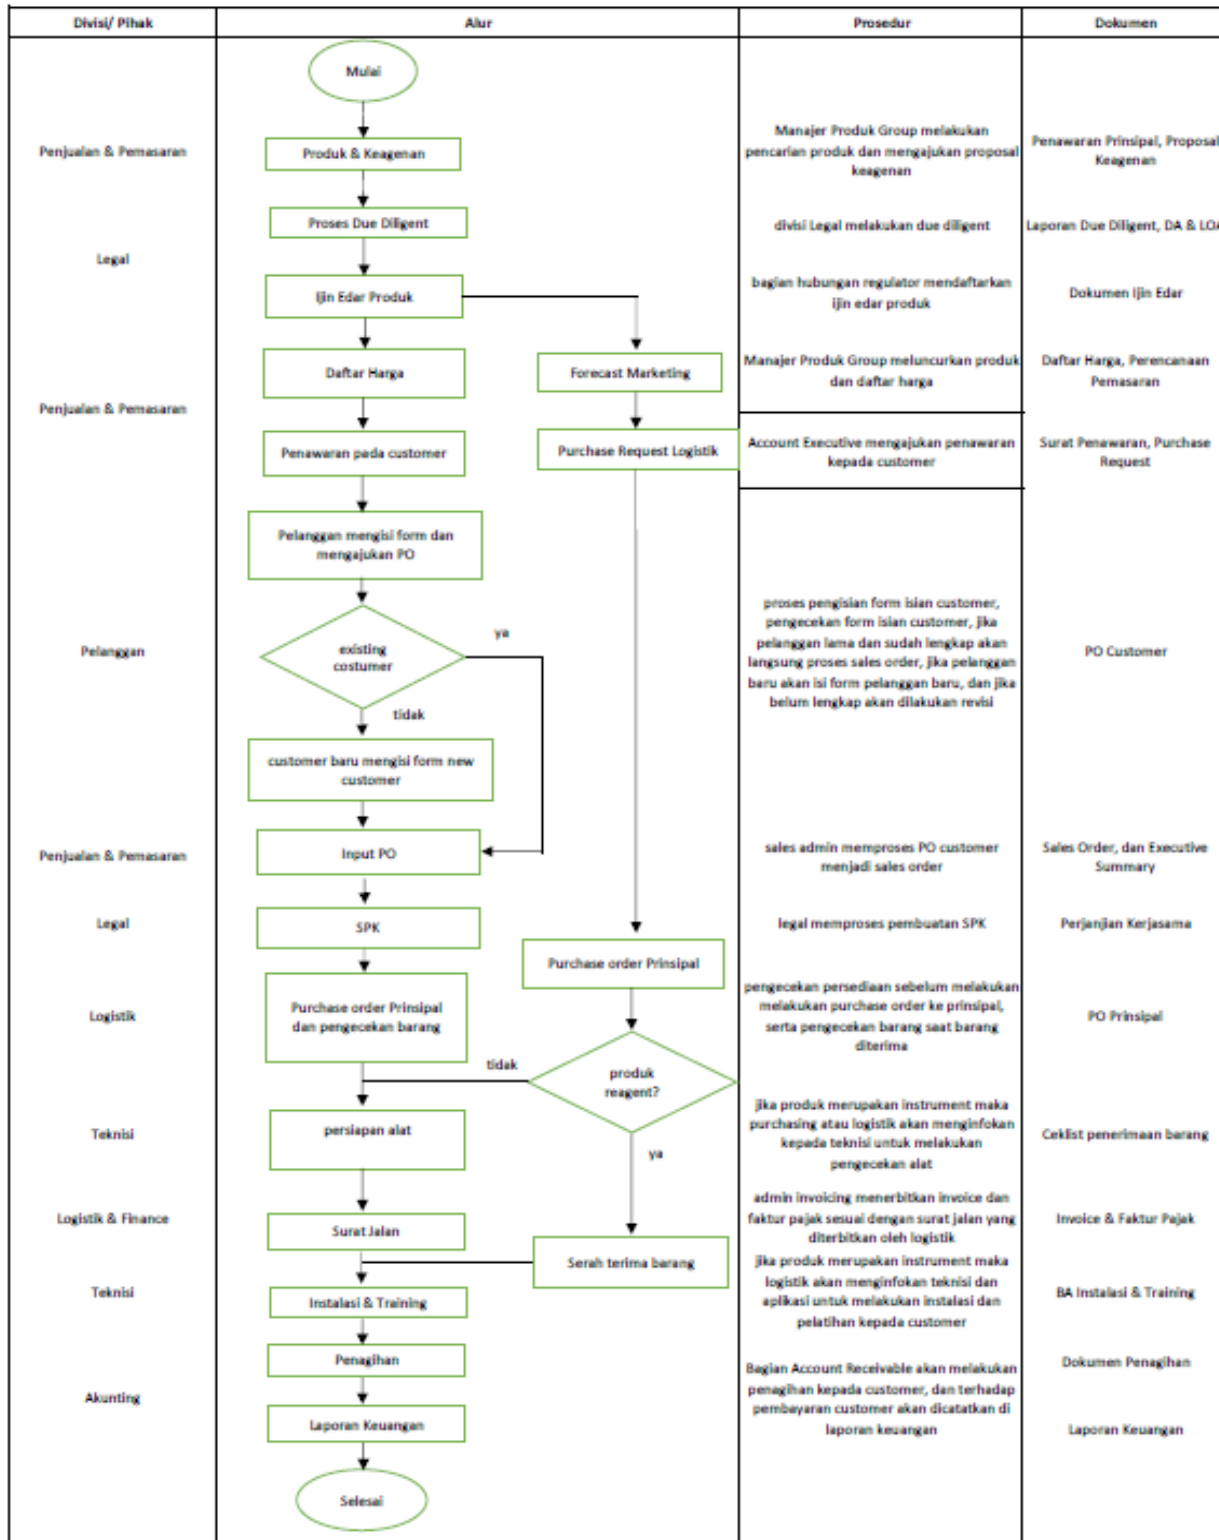 Divisi/ Pihak
Alur
Prosedur
Dokumen
Mulai
Penjualan & Pemasaran
Produk & Keagenan
Manajer Produk Group melakukan
pencarian produk dan mengajukan proposal
keagenan
Penawaran Prinsipal, Proposal
Keagenan
Proses Due Diligent
divisi Legal melakukan due diligent
Laporan Due Diligent, DA & LOA
Legal
Ijin Edar Produk
bagian hubungan regulator mendaftarkan
ijin edar produk
Dokumen Ijin Edar
Daftar Harga
Forecast Marketing
Manajer Produk Group meluncurkan produk
dan daftar harga
Daftar Harga, Perencanaan
Pemasaran
Penjualan & Pemasaran
Penawaran pada customer
Purchase Request Logistik
Account Executive mengajukan penawaran
kepada customer
Surat Penawaran, Purchase
Request
Pelanggan mengisi form dan
mengajukan PO
Pelanggan
existing
costumer
ya
tidak
proses pengisian form isian customer,
pengecekan form isian customer, jika
pelanggan lama dan sudah lengkap akan
langsung proses sales order, jika pelanggan
baru akan isi form pelanggan baru, dan jika
belum lengkap akan dilakukan revisi
PO Customer
customer baru mengisi form new
customer
Penjualan & Pemasaran
Input PO
sales admin memproses PO customer
menjadi sales order
Sales Order, dan Executive
Summary
Legal
SPK
legal memproses pembuatan SPK
Perjanjian Kerjasama
Purchase order Prinsipal
Logistik
Purchase order Prinsipal
dan pengecekan barang
pengecekan persediaan sebelum melakukan
melakukan purchase order ke prinsipal,
serta pengecekan barang saat barang
diterima
PO Prinsipal
tidak
produk
reagent?
ya
Teknisi
persiapan alat
jika produk merupakan instrument maka
purchasing atau logistik akan menginfokan
kepada teknisi untuk melakukan
pengecekan alat
Ceklist penerimaan barang
Logistik & Finance
Surat Jalan
admin invoicing menerbitkan invoice dan
faktur pajak sesuai dengan surat jalan yang
diterbitkan oleh logistik
Invoice & Faktur Pajak
Serah terima barang
Teknisi
Instalasi & Training
jika produk merupakan instrument maka
logistik akan menginfokan teknisi dan
aplikasi untuk melakukan instalasi dan
pelatihan kepada customer
BA Instalasi & Training
Penagihan
Dokumen Penagihan
Akunting
Bagian Account Receivable akan melakukan
penagihan kepada customer, dan terhadap
pembayaran customer akan dicatatkan di
laporan keuangan
Laporan Keuangan
Laporan Keuangan
Selesai